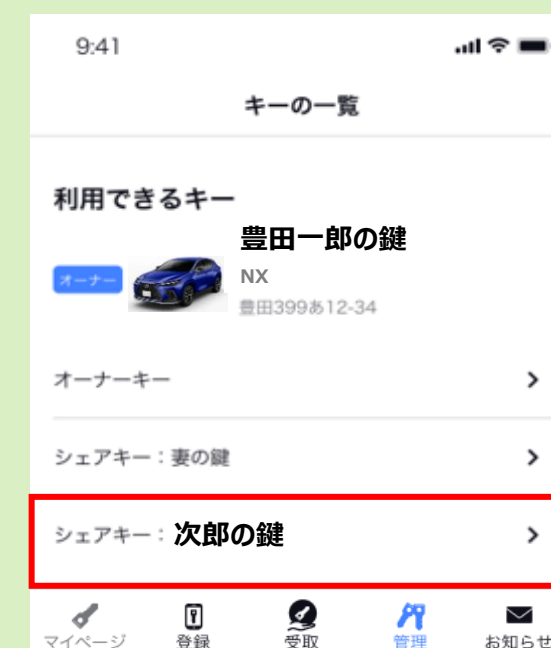 9:41
キーの一覧
利用できるキー
豊田一郎の鍵
オーナー
NX
豊田399あ12-34
オーナーキー
シェアキー：妻の鍵
シェアキー：次郎の鍵
マイページ 登録 受取 管理 お知らせ